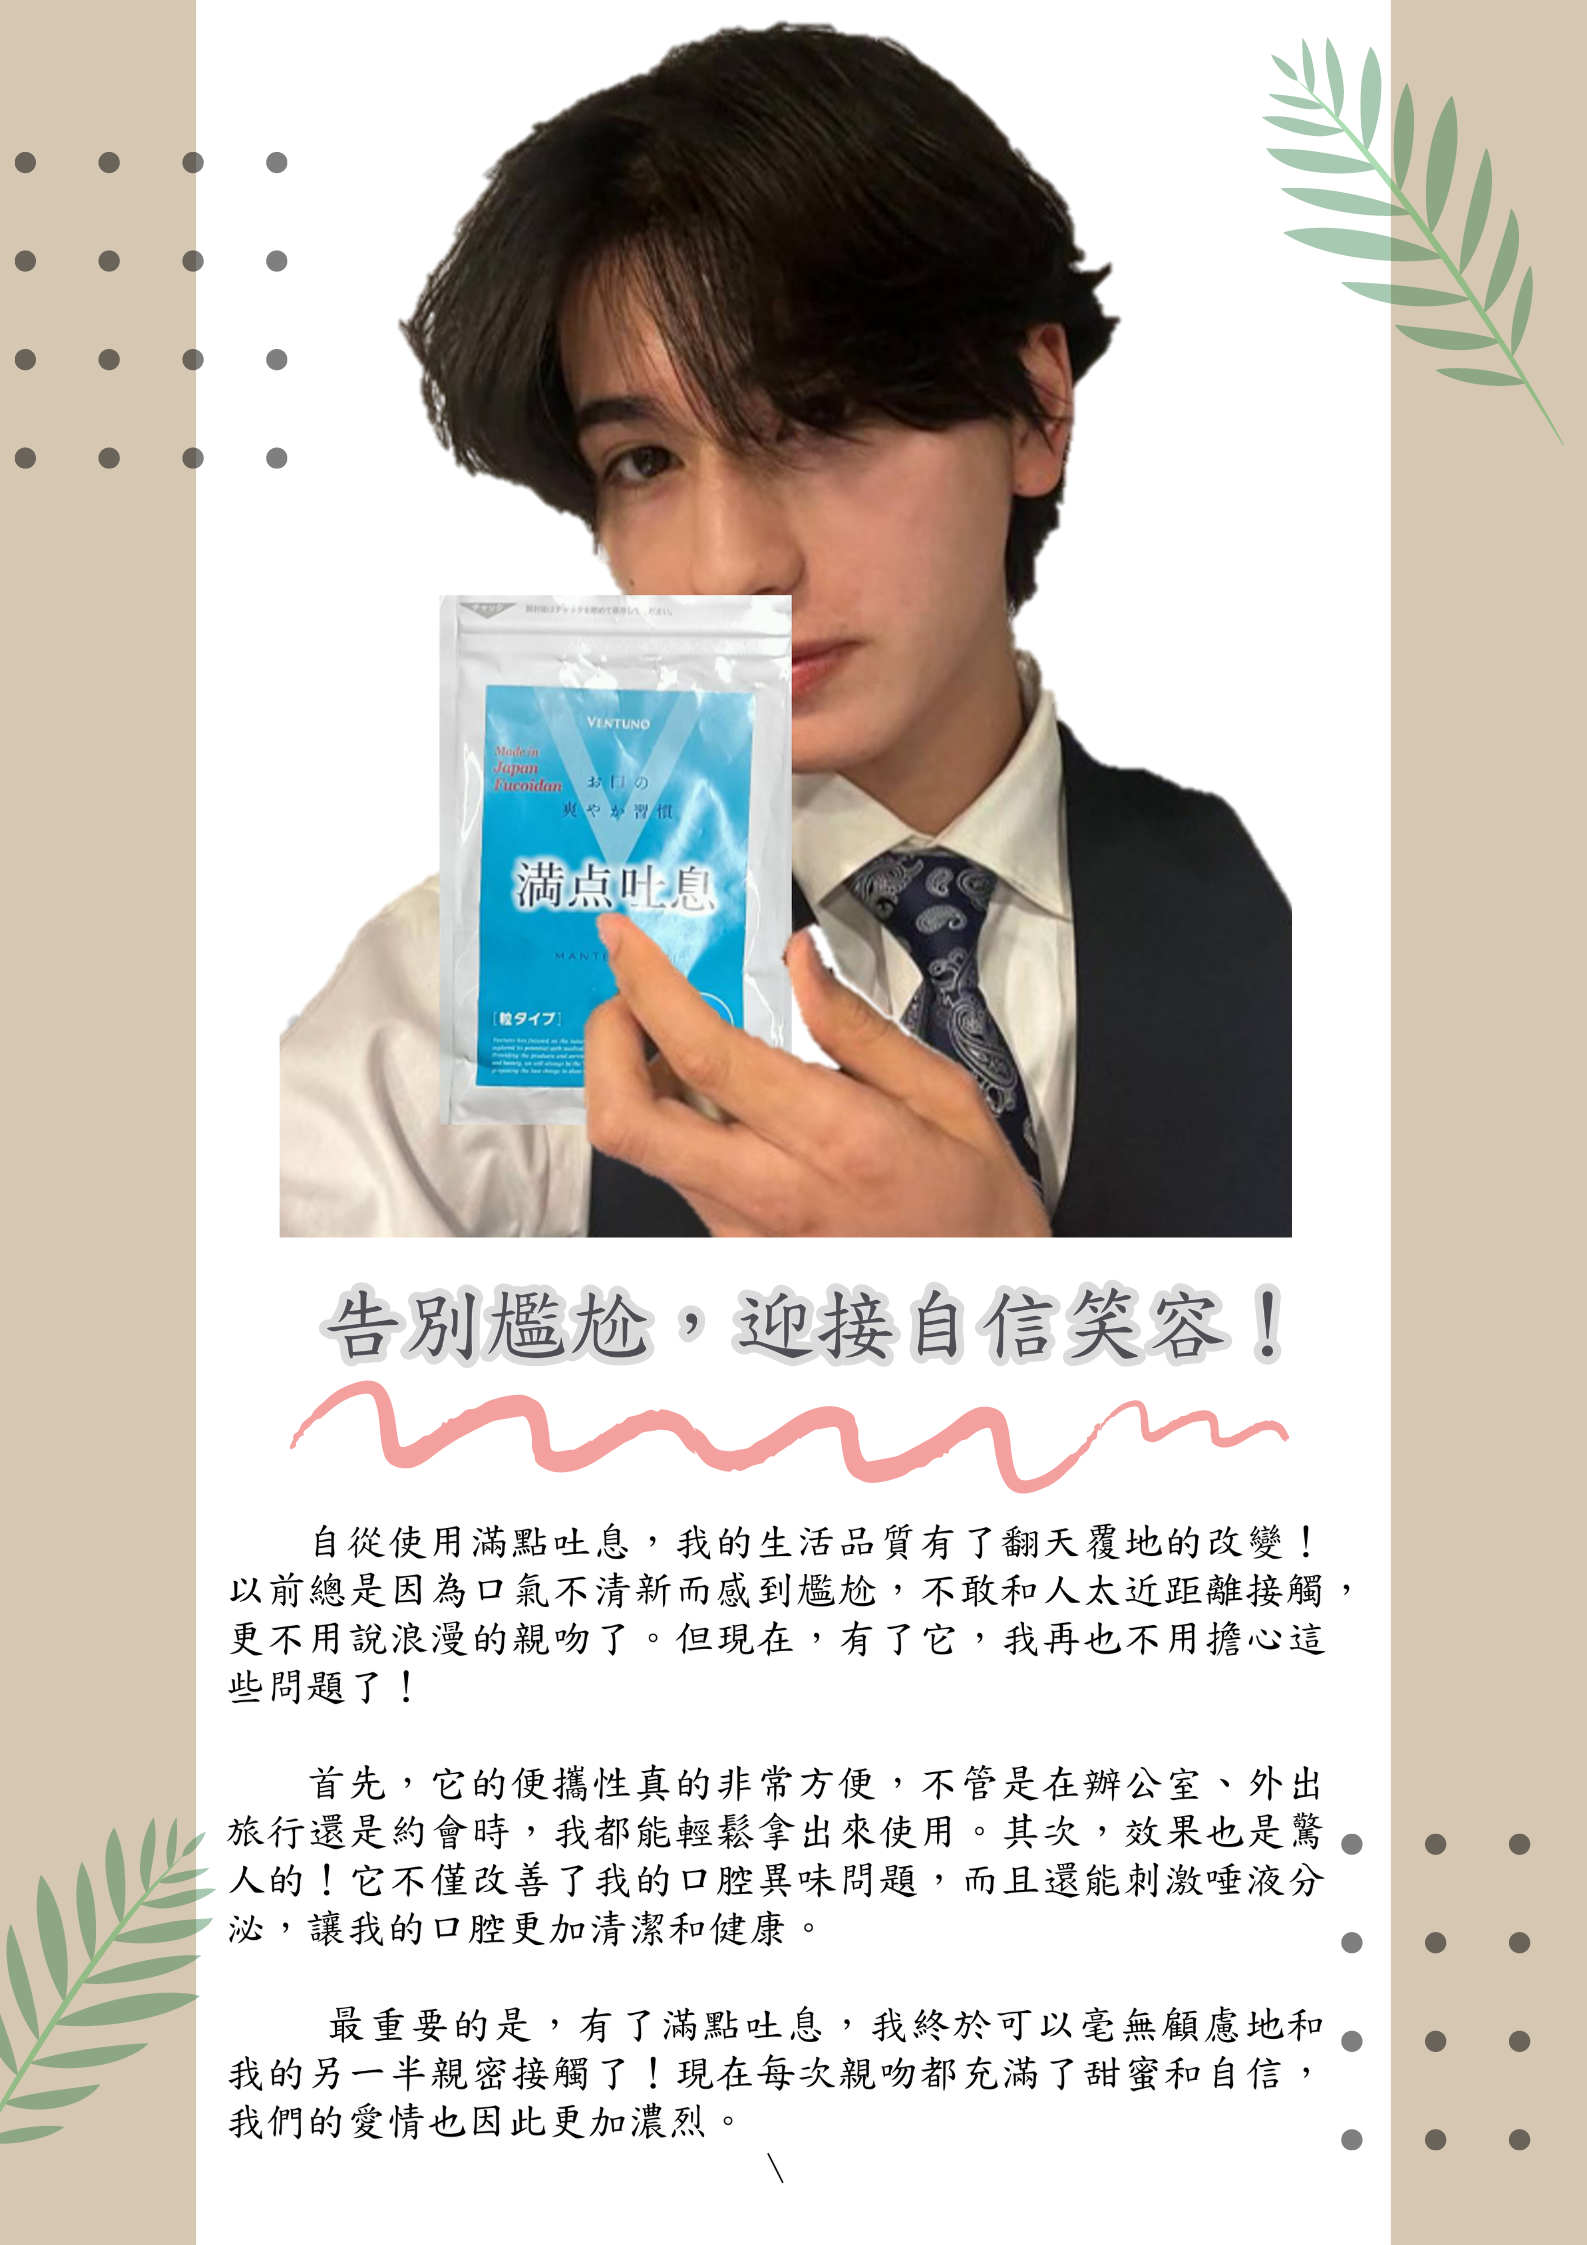 チャック
VENTUNO
Made in
Japan
Fucoidan
お口の
爽やか習慣
満点吐息
[粒タイプ]
告別尷尬，迎接自信笑容！
自從使用滿點吐息，我的生活品質有了翻天覆地的改變！
以前總是因為口氣不清新而感到尷尬，不敢和人太近距離接觸，
更不用說浪漫的親吻了。但現在，有了它，我再也不用擔心這
些問題了！
首先，它的便攜性真的非常方便，不管是在辦公室、外出
旅行還是約會時，我都能輕鬆拿出來使用。其次，效果也是驚
人的！它不僅改善了我的口腔異味問題，而且還能刺激唾液分
泌，讓我的口腔更加清潔和健康。
最重要的是，有了滿點吐息，我終於可以毫無顧慮地和
我的另一半親密接觸了！現在每次親吻都充滿了甜蜜和自信，
我們的愛情也因此更加濃烈。
\